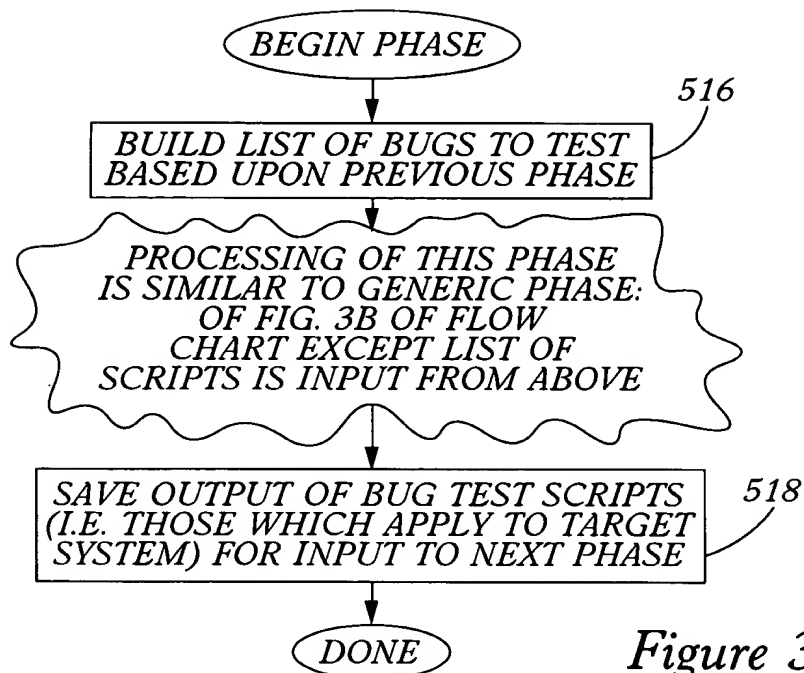 BEGIN PHASE
516
BUILD LIST OF BUGS TO TEST
BASED UPON PREVIOUS PHASE
PROCESSING OF THIS PHASE
IS SIMILAR TO GENERIC PHASE:
OF FIG. 3B OF FLOW
CHART EXCEPT LIST OF
SCRIPTS IS INPUT FROM ABOVE
SAVE OUTPUT OF BUG TEST SCRIPTS
(I.E. THOSE WHICH APPLY TO TARGET
SYSTEM) FOR INPUT TO NEXT PHASE
518
DONE
Figure 3